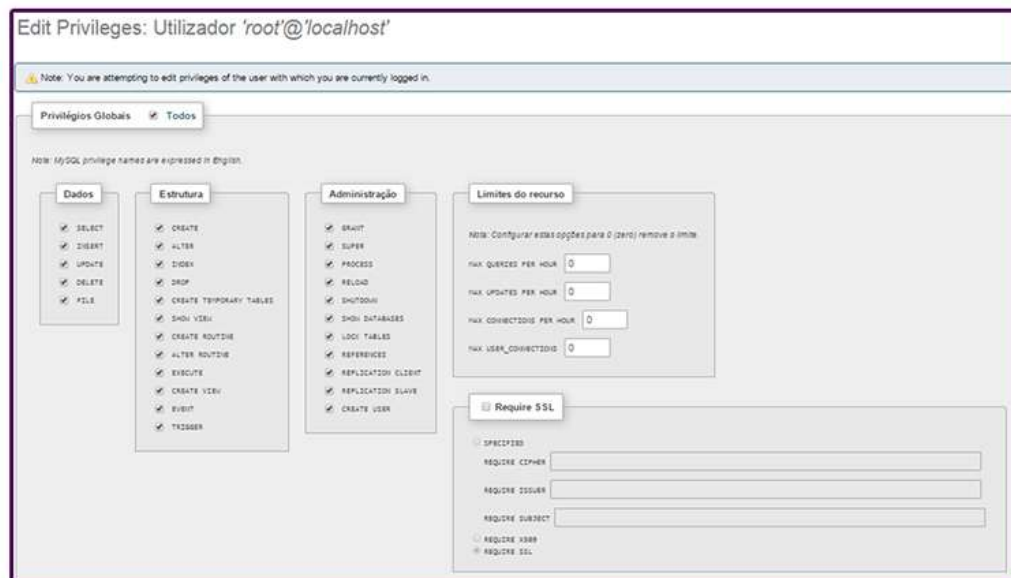 Edit Privileges: Utilizador 'root'@'localhost'
Note: You are attempting to edit privileges of the user with which you are currently logged in.
Privilégios Globais Todos
Note: MySQL privilege names are expressed in English.
Dados
SELECT
INSERT
UPDATE
DELETE
FILE
Estrutura
CREATE
ALTER
INDEX
DROP
CREATE TEMPORARY TABLES
SHOW VIEW
CREATE ROUTINE
ALTER ROUTINE
EXECUTE
CREATE VIEW
EVENT
TRIGGER
Administração
GRANT
SUPER
PROCESS
RELOAD
SHUTDOWN
SHOW DATABASES
LOCK TABLES
REFERENCES
REPLICATION CLIENT
REPLICATION SLAVE
CREATE USER
Limites do recurso
Nota: Configurar estas opções para 0 (zero) remove o limite.
MAX QUERIES PER HOUR 0
MAX UPDATES PER HOUR 0
MAX CONNECTIONS PER HOUR 0
MAX USER_CONNECTIONS 0
Require SSL
SPECIFIED
REQUIRE CIPHER
REQUIRE ISSUER
REQUIRE SUBJECT
REQUIRE X509
REQUIRE SSL